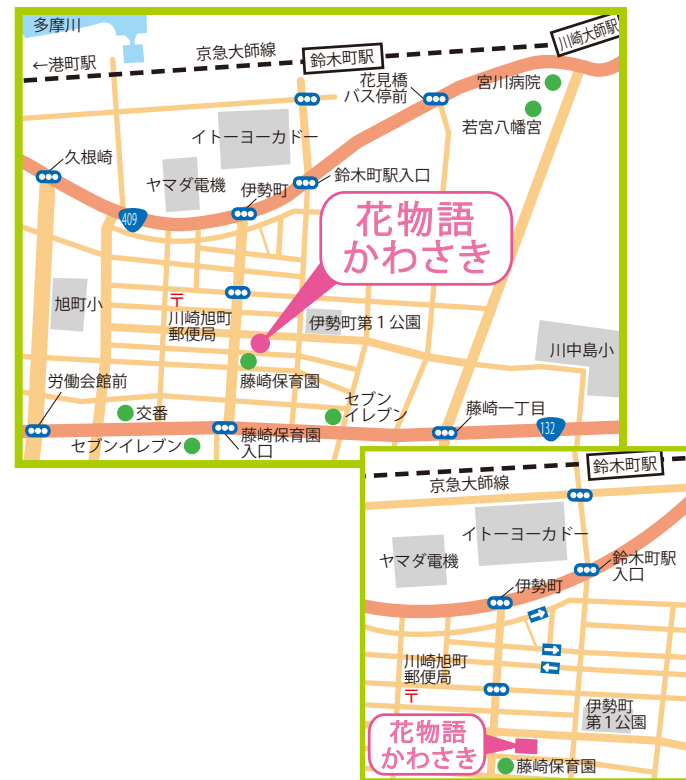 多摩川
←港町駅
京急大師線
鈴木町駅
川崎大師駅
花見橋
バス停前
宮川病院
若宮八幡宮
イトーヨーカドー
久根崎
ヤマダ電機
伊勢町
鈴木町駅入口
409
花物語
かわさき
旭町小
〒
川崎旭町
郵便局
伊勢町第1公園
川中島小
藤崎保育園
労働会館前
交番
セブン
イレブン
藤崎一丁目
132
セブンイレブン
藤崎保育園
入口
京急大師線
鈴木町駅
イトーヨーカドー
ヤマダ電機
鈴木町駅
入口
伊勢町
川崎旭町
郵便局
〒
伊勢町
第1公園
花物語
かわさき
藤崎保育園